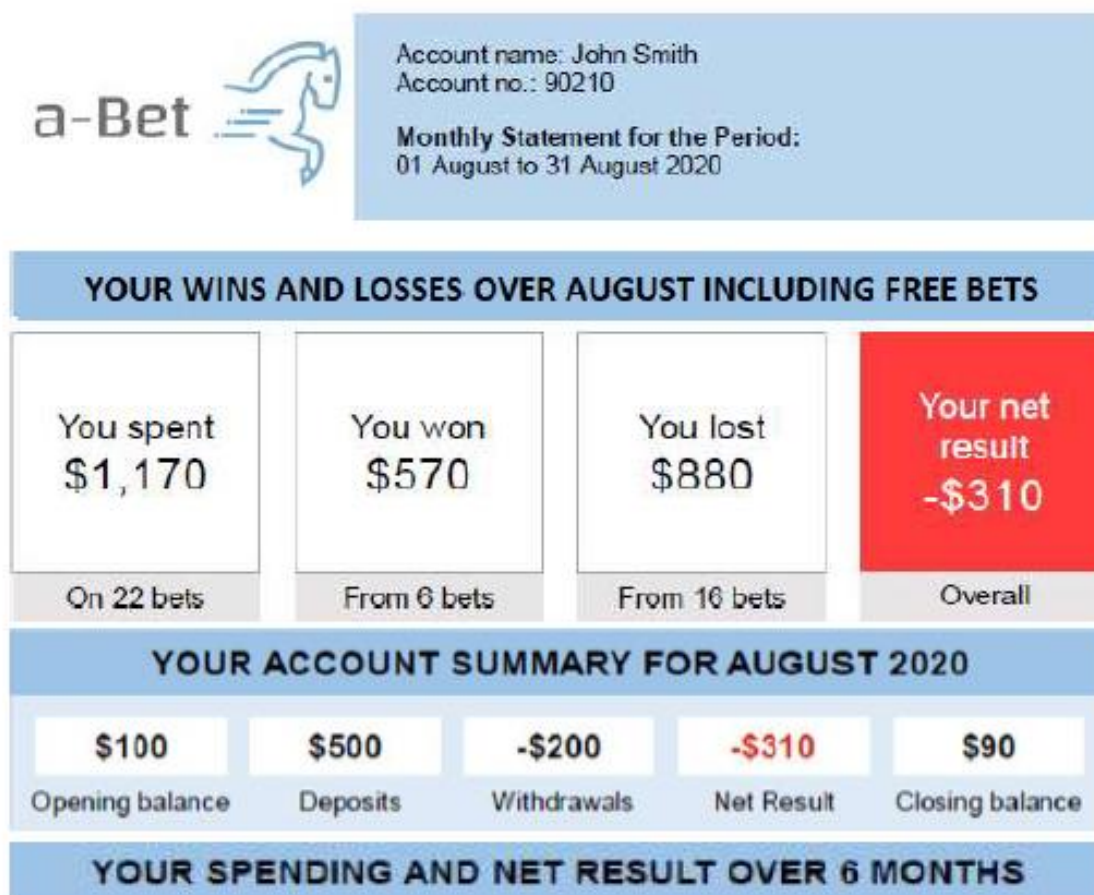 a-Bet
Account name: John Smith
Account no.: 90210
Monthly Statement for the Period:
01 August to 31 August 2020
YOUR WINS AND LOSSES OVER AUGUST INCLUDING FREE BETS
You spent
$1,170
On 22 bets
You won
$570
From 6 bets
You lost
$880
From 16 bets
Your net
result
-$310
Overall
YOUR ACCOUNT SUMMARY FOR AUGUST 2020
$100 $500 -$200 -$310 $90
Opening balance Deposits Withdrawals Net Result Closing balance
YOUR SPENDING AND NET RESULT OVER 6 MONTHS